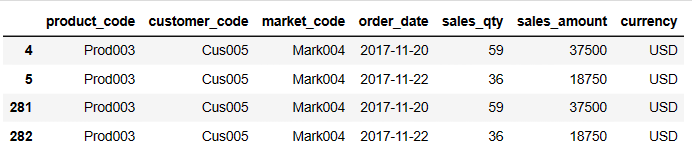 product_code customer_code market_code order_date sales_qty sales_amount currency
4 Prod003 Cus005 Mark004 2017-11-20 59 37500 USD
5 Prod003 Cus005 Mark004 2017-11-22 36 18750 USD
281 Prod003 Cus005 Mark004 2017-11-20 59 37500 USD
282 Prod003 Cus005 Mark004 2017-11-22 36 18750 USD